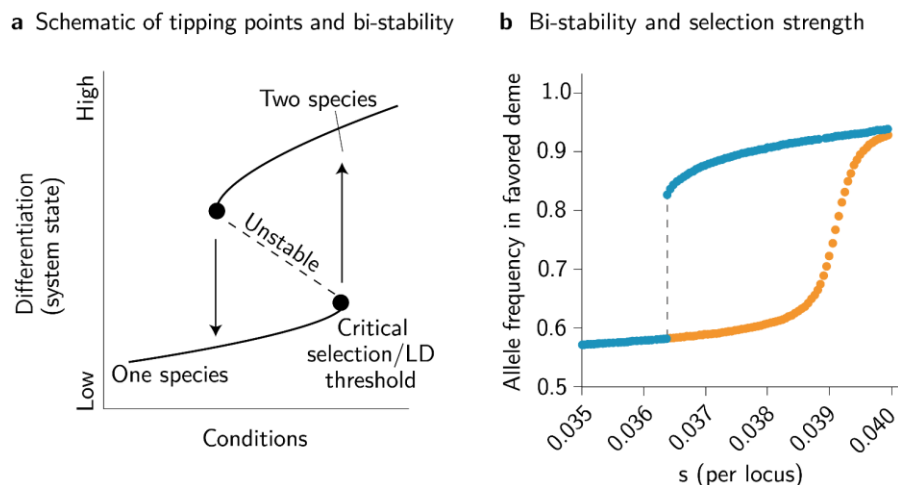 a Schematic of tipping points and bi-stability
High
Two species
Differentiation
(system state)
Unstable
Critical
selection/LD
threshold
One species
Low
Conditions
b Bi-stability and selection strength
Allele frequency in favored deme
1.0
0.9
0.8
0.7
0.6
0.5
0.035
0.036
0.037
0.038
0.039
0.040
s (per locus)